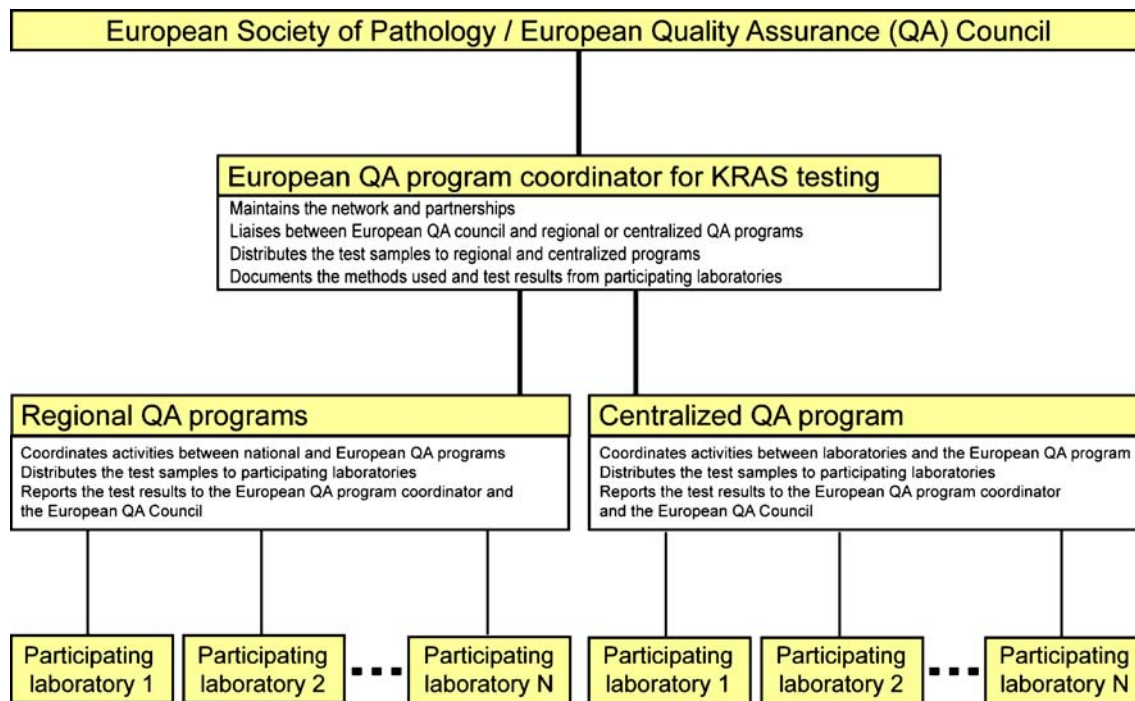 European Society of Pathology / European Quality Assurance (QA) Council
European QA program coordinator for KRAS testing
Maintains the network and partnerships
Liaises between European QA council and regional or centralized QA programs
Distributes the test samples to regional and centralized programs
Documents the methods used and test results from participating laboratories
Regional QA programs
Coordinates activities between national and European QA programs
Distributes the test samples to participating laboratories
Reports the test results to the European QA program coordinator and
the European QA Council
Centralized QA program
Coordinates activities between laboratories and the European QA program
Distributes the test samples to participating laboratories
Reports the test results to the European QA program coordinator
and the European QA Council
Participating
laboratory 1
Participating
laboratory 2
Participating
laboratory N
Participating
laboratory 1
Participating
laboratory 2
Participating
laboratory N